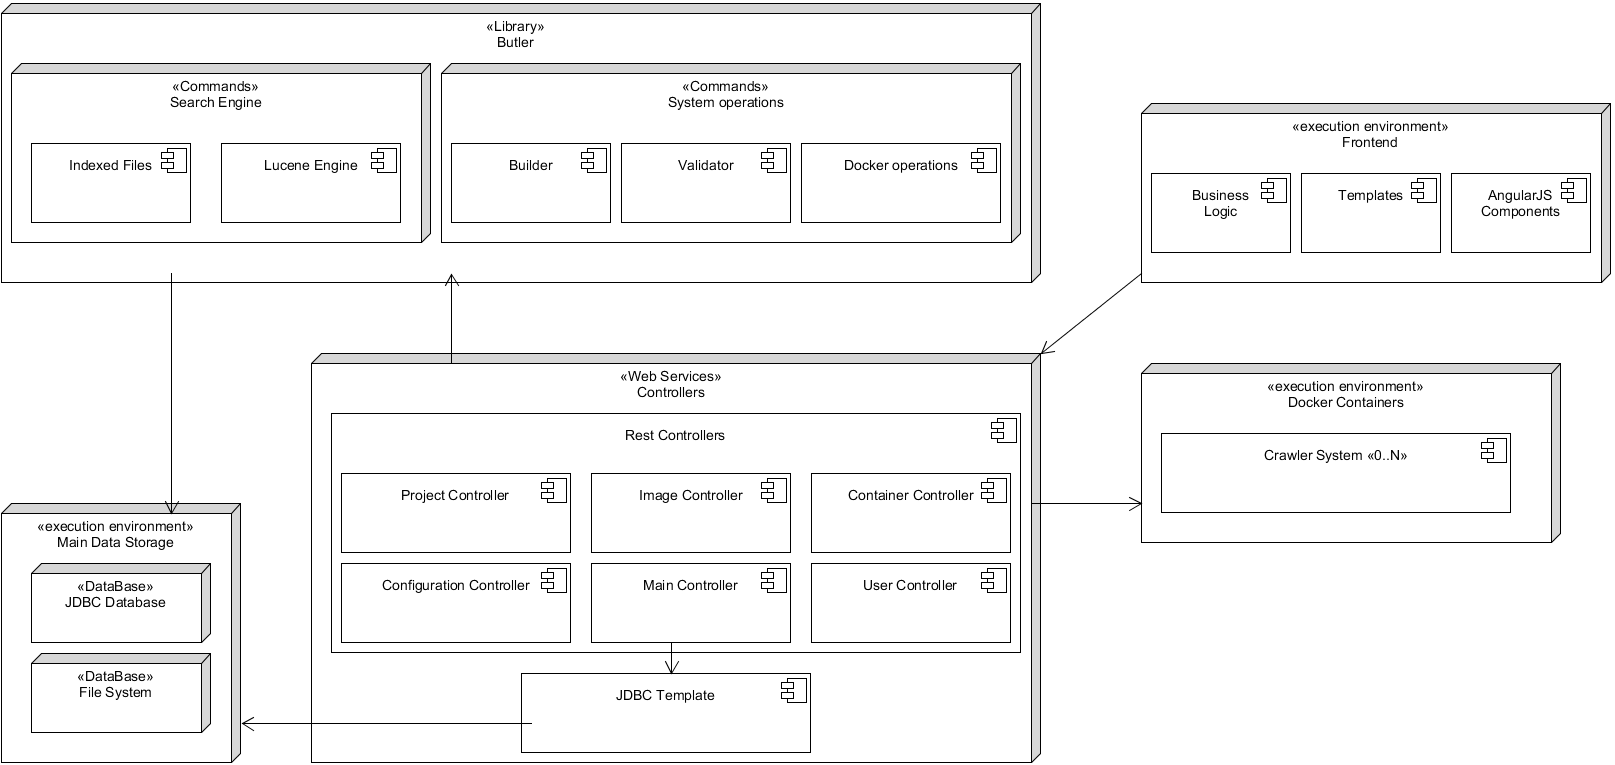 «Library»
Butler
«Commands»
Search Engine
Indexed Files
Lucene Engine
«Commands»
System operations
Builder
Validator
Docker operations
«execution environment»
Frontend
Business
Logic
Templates
AngularJS
Components
«Web Services»
Controllers
Rest Controllers
Project Controller
Image Controller
Container Controller
Configuration Controller
Main Controller
User Controller
JDBC Template
«execution environment»
Docker Containers
Crawler System «0..N»
«execution environment»
Main Data Storage
«DataBase»
JDBC Database
«DataBase»
File System